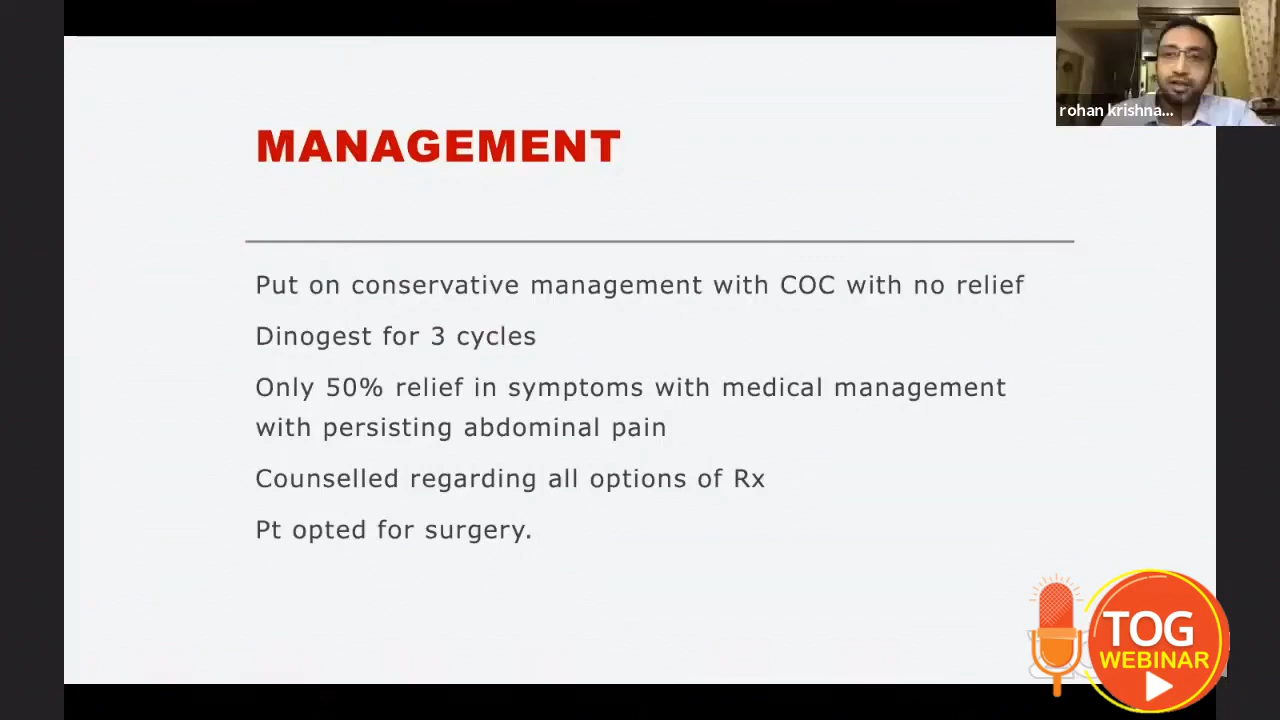 rohan krishna...
MANAGEMENT
Put on conservative management with COC with no relief
Dinogest for 3 cycles
Only 50% relief in symptoms with medical management
with persisting abdominal pain
Counselled regarding all options of Rx
Pt opted for surgery.
TOG
WEBINAR